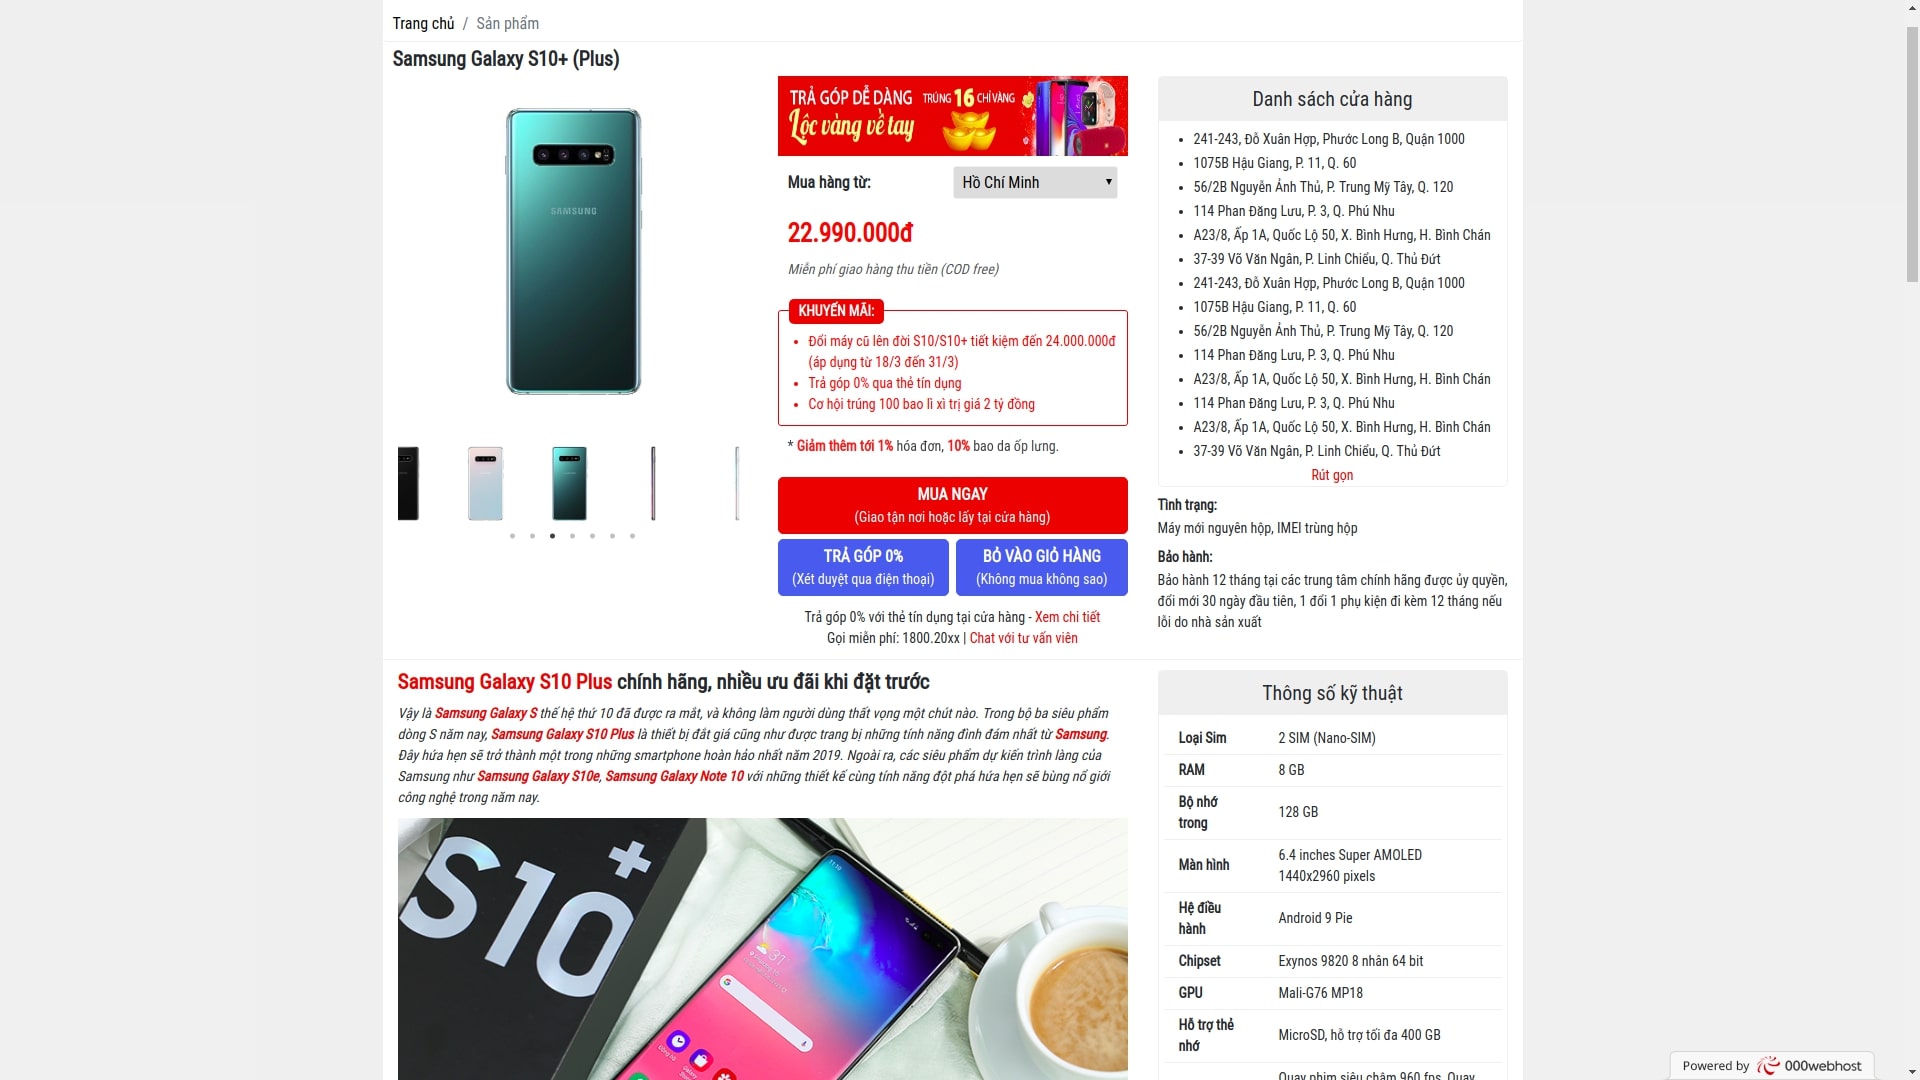 Trang chủ / Sản phẩm
Samsung Galaxy S10+ (Plus)
SAMSUNG
TRẢ GÓP DỄ DÀNG
TRÚNG 16 CHỈ VÀNG
Lộc vàng về tay
Mua hàng từ:
Hồ Chí Minh
22.990.000đ
Miễn phí giao hàng thu tiền (COD free)
KHUYẾN MÃI:
Đổi máy cũ lên đời S10/S10+ tiết kiệm đến 24.000.000đ
(áp dụng từ 18/3 đến 31/3)
Trả góp 0% qua thẻ tín dụng
Cơ hội trúng 100 bao lì xì trị giá 2 tỷ đồng
* Giảm thêm tới 1% hóa đơn, 10% bao da ốp lưng.
MUA NGAY
(Giao tận nơi hoặc lấy tại cửa hàng)
TRẢ GÓP 0%
(Xét duyệt qua điện thoại)
BỎ VÀO GIỎ HÀNG
(Không mua không sao)
Trả góp 0% với thẻ tín dụng tại cửa hàng - Xem chi tiết
Gọi miễn phí: 1800.20xx | Chat với tư vấn viên
Danh sách cửa hàng
241-243, Đỗ Xuân Hợp, Phước Long B, Quận 1000
1075B Hậu Giang, P. 11, Q. 60
56/2B Nguyễn Ảnh Thủ, P. Trung Mỹ Tây, Q. 120
114 Phan Đăng Lưu, P. 3, Q. Phú Nhu
A23/8, Ấp 1A, Quốc Lộ 50, X. Bình Hưng, H. Bình Chán
37-39 Võ Văn Ngân, P. Linh Chiểu, Q. Thủ Đứt
241-243, Đỗ Xuân Hợp, Phước Long B, Quận 1000
1075B Hậu Giang, P. 11, Q. 60
56/2B Nguyễn Ảnh Thủ, P. Trung Mỹ Tây, Q. 120
114 Phan Đăng Lưu, P. 3, Q. Phú Nhu
A23/8, Ấp 1A, Quốc Lộ 50, X. Bình Hưng, H. Bình Chán
114 Phan Đăng Lưu, P. 3, Q. Phú Nhu
A23/8, Ấp 1A, Quốc Lộ 50, X. Bình Hưng, H. Bình Chán
37-39 Võ Văn Ngân, P. Linh Chiểu, Q. Thủ Đứt
Rút gọn
Tình trạng:
Máy mới nguyên hộp, IMEI trùng hộp
Bảo hành:
Bảo hành 12 tháng tại các trung tâm chính hãng được ủy quyền,
đổi mới 30 ngày đầu tiên, 1 đổi 1 phụ kiện đi kèm 12 tháng nếu
lỗi do nhà sản xuất
Samsung Galaxy S10 Plus chính hãng, nhiều ưu đãi khi đặt trước
Vậy là Samsung Galaxy S thế hệ thứ 10 đã được ra mắt, và không làm người dùng thất vọng một chút nào. Trong bộ ba siêu phẩm
dòng S năm nay, Samsung Galaxy S10 Plus là thiết bị đắt giá cũng như được trang bị những tính năng đình đám nhất từ Samsung.
Đây hứa hẹn sẽ trở thành một trong những smartphone hoàn hảo nhất năm 2019. Ngoài ra, các siêu phẩm dự kiến trình làng của
Samsung như Samsung Galaxy S10e, Samsung Galaxy Note 10 với những thiết kế cùng tính năng đột phá hứa hẹn sẽ bùng nổ giới
công nghệ trong năm nay.
S10+
Thông số kỹ thuật
Loại Sim 2 SIM (Nano-SIM)
RAM 8 GB
Bộ nhớ trong 128 GB
Màn hình 6.4 inches Super AMOLED
1440x2960 pixels
Hệ điều hành Android 9 Pie
Chipset Exynos 9820 8 nhân 64 bit
GPU Mali-G76 MP18
Hỗ trợ thẻ nhớ MicroSD, hỗ trợ tối đa 400 GB
Quay phim siêu chậm 960 fps, Quay
Powered by 000webhost